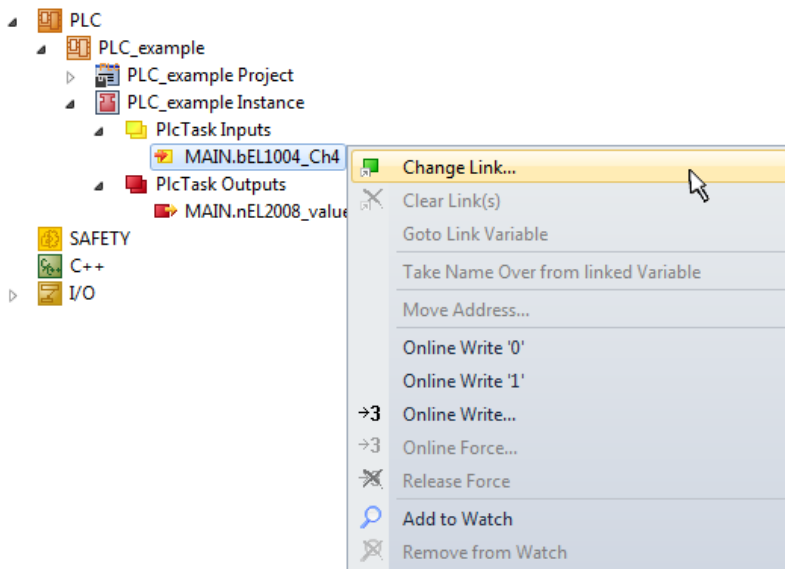 PLC
PLC_example
PLC_example Project
PLC_example Instance
PlcTask Inputs
MAIN.bEL1004_Ch4
PlcTask Outputs
MAIN.nEL2008_value
SAFETY
C++
I/O
Change Link...
Clear Link(s)
Goto Link Variable
Take Name Over from linked Variable
Move Address...
Online Write '0'
Online Write '1'
→3 Online Write...
→3 Online Force...
Release Force
Add to Watch
Remove from Watch